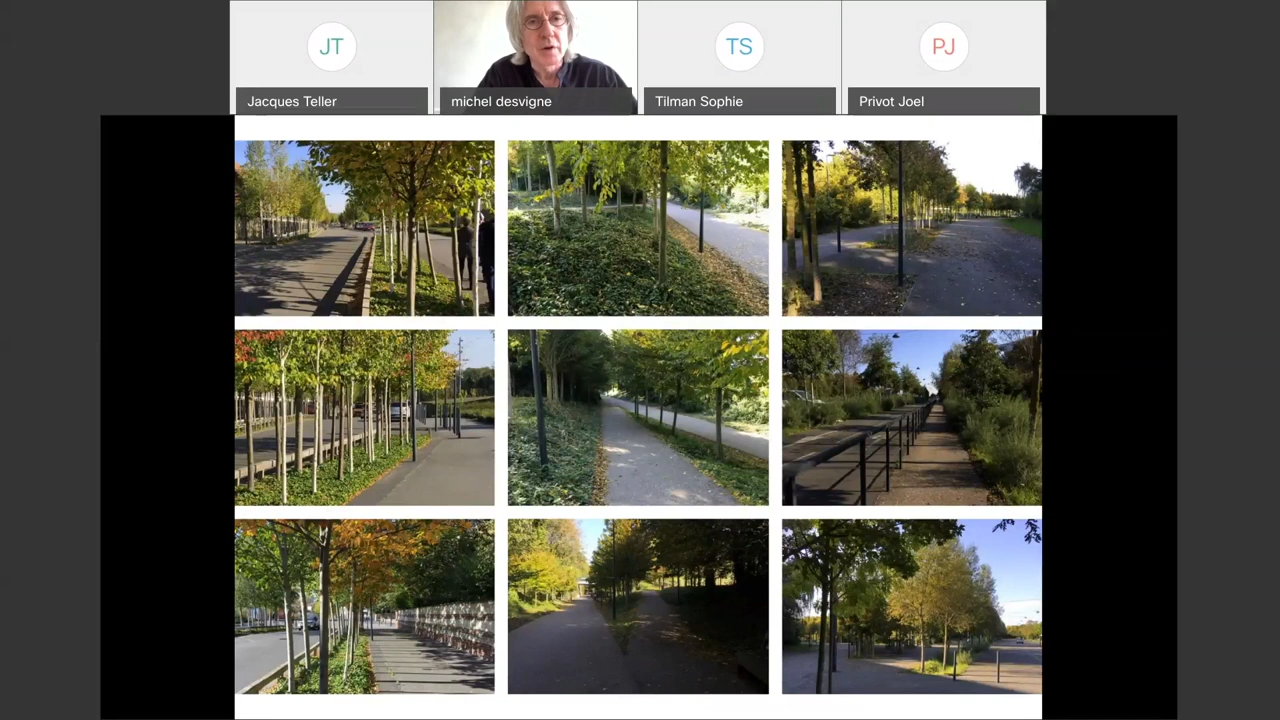 JT
TS
PJ
Jacques Teller
michel desvigne
Tilman Sophie
Privot Joel